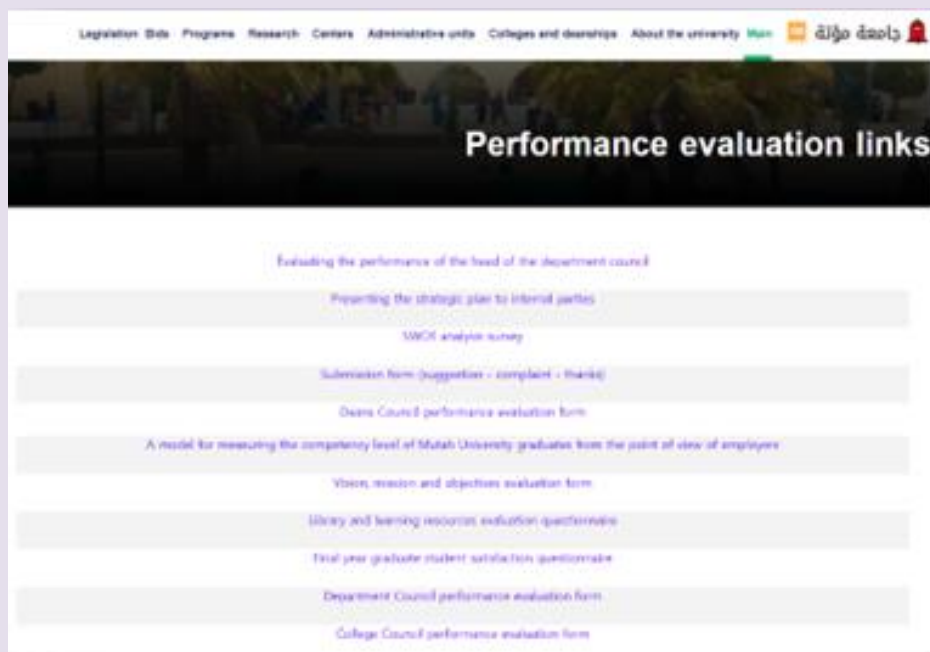 Legislation Bids Programs Research Centers Administrative units Colleges and deanships About the university Main جامعة مؤتة
Performance evaluation links
Evaluating the performance of the head of the department council
Presenting the strategic plan to internal parties
analysis survey
Submission form (suggestion - complaint - thanks)
Deans Council performance evaluation form
A model for measuring the competency level of Mutah University graduates from the point of view of employers
Vision, mission and objectives evaluation form
Library and learning resources evaluation questionnaire
Final year graduate student satisfaction questionnaire
Department Council performance evaluation form
College Council performance evaluation form